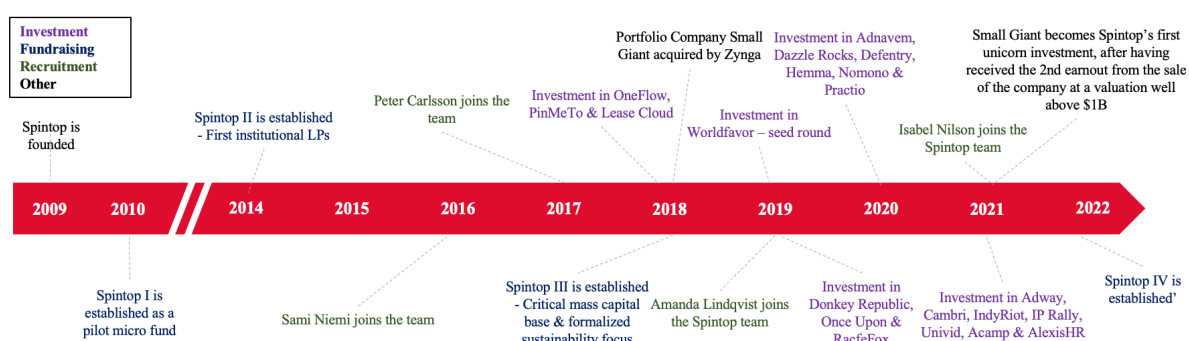 Investment
Fundraising
Recruitment
Other
Spintop is
founded
Spintop II is established
- First institutional LPs
Peter Carlsson joins the
team
Investment in OneFlow,
PinMeTo & Lease Cloud
Portfolio Company Small
Giant acquired by Zynga
Investment in
Worldfavor – seed round
Investment in Adnavem,
Dazzle Rocks, Defentry,
Hemma, Nomono &
Practio
Isabel Nilson joins the
Spintop team
Small Giant becomes Spintop’s first
unicorn investment, after having
received the 2nd earnout from the sale
of the company at a valuation well
above $1B
2009 2010 2014 2015 2016 2017 2018 2019 2020 2021 2022
Spintop I is
established as a
pilot micro fund
Sami Niemi joins the team
Spintop III is established
- Critical mass capital
base & formalized
sustainability focus
Amanda Lindqvist joins
the Spintop team
Investment in
Donkey Republic,
Once Upon &
RacfeFox
Investment in Adway,
Cambri, IndyRiot, IP Rally,
Univid, Acamp & AlexisHR
Spintop IV is
established’